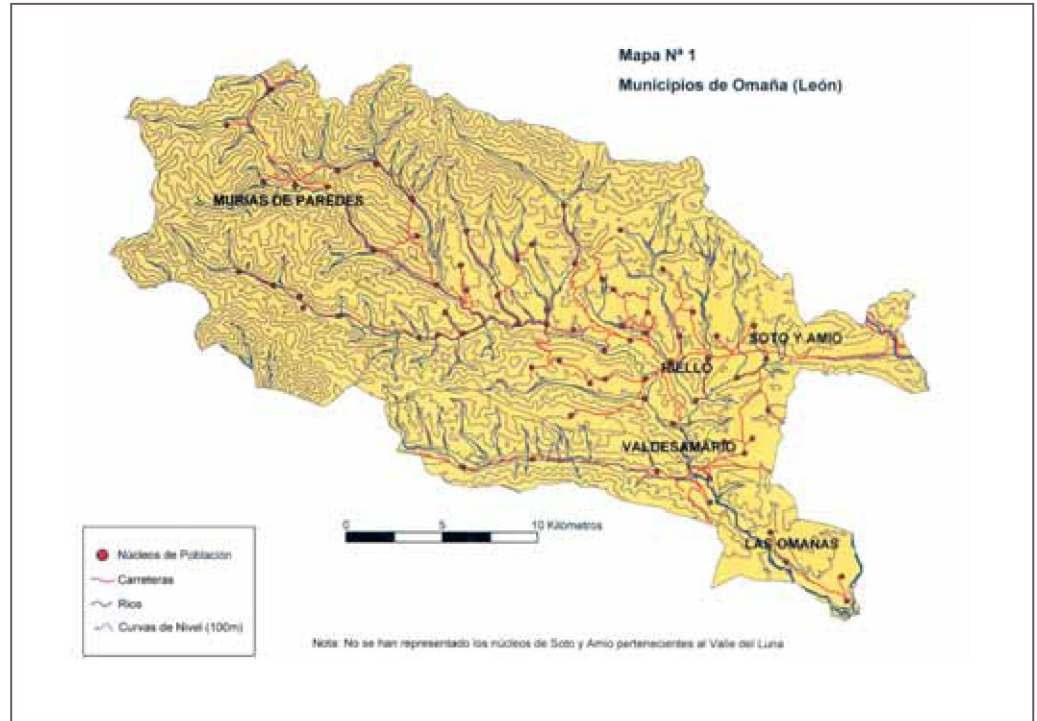 Mapa Nª 1
Municipios de Omaña (León)
MURIAS DE PAREDES
SOTO Y AMIO
RIELLO
VALDESAMARIO
LAS OMAÑAS
0 5 10 Kilómetros
Núcleos de Población
Carreteras
Rios
Curvas de Nivel (100m)
Nota: No se han representado los núcleos de Soto y Amio pertenecientes al Valle del Luna